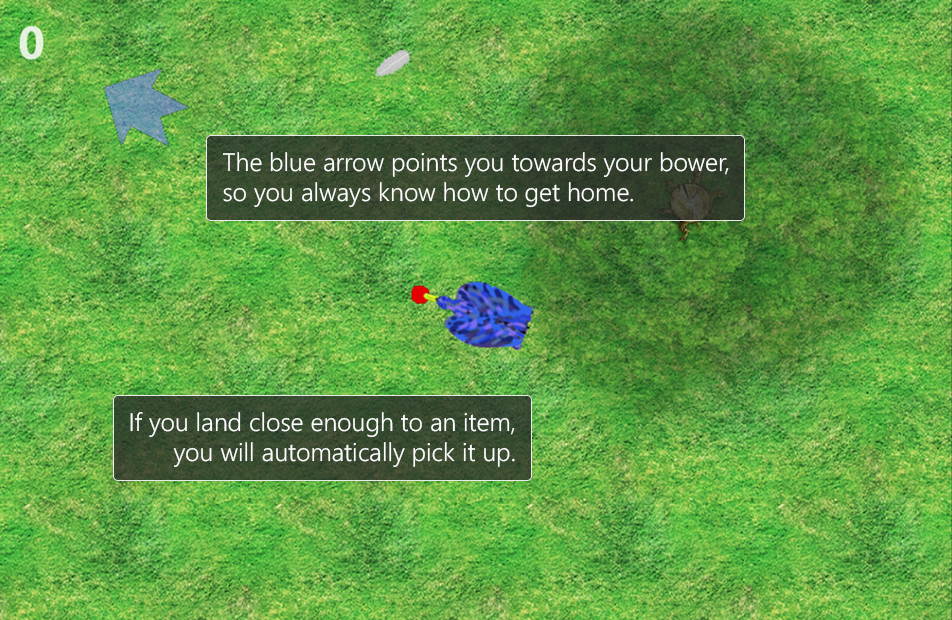 0
The blue arrow points you towards your bower,
so you always know how to get home.
If you land close enough to an item,
you will automatically pick it up.